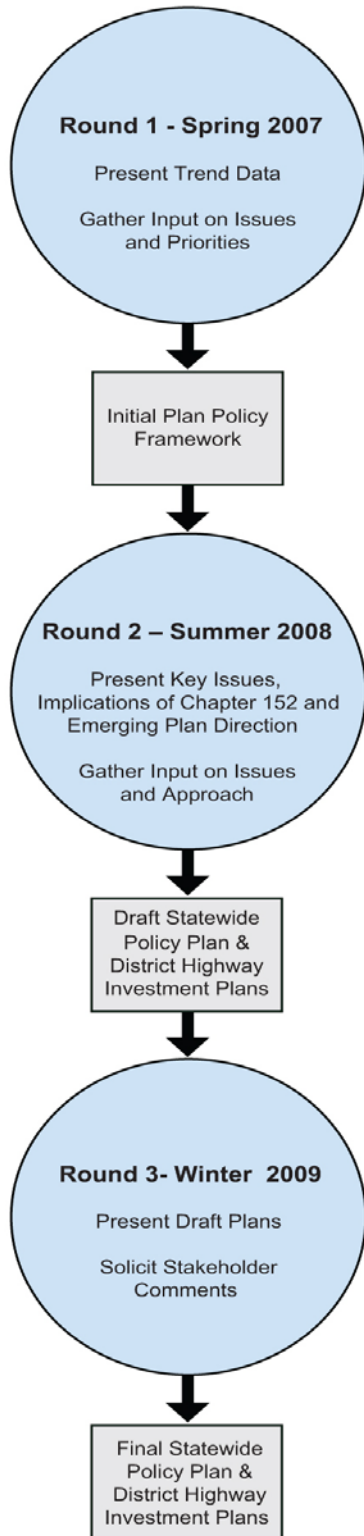 Round 1 - Spring 2007
Present Trend Data
Gather Input on Issues
and Priorities
Initial Plan Policy
Framework
Round 2 – Summer 2008
Present Key Issues,
Implications of Chapter 152 and
Emerging Plan Direction
Gather Input on Issues
and Approach
Draft Statewide
Policy Plan &
District Highway
Investment Plans
Round 3- Winter 2009
Present Draft Plans
Solicit Stakeholder
Comments
Final Statewide
Policy Plan &
District Highway
Investment Plans